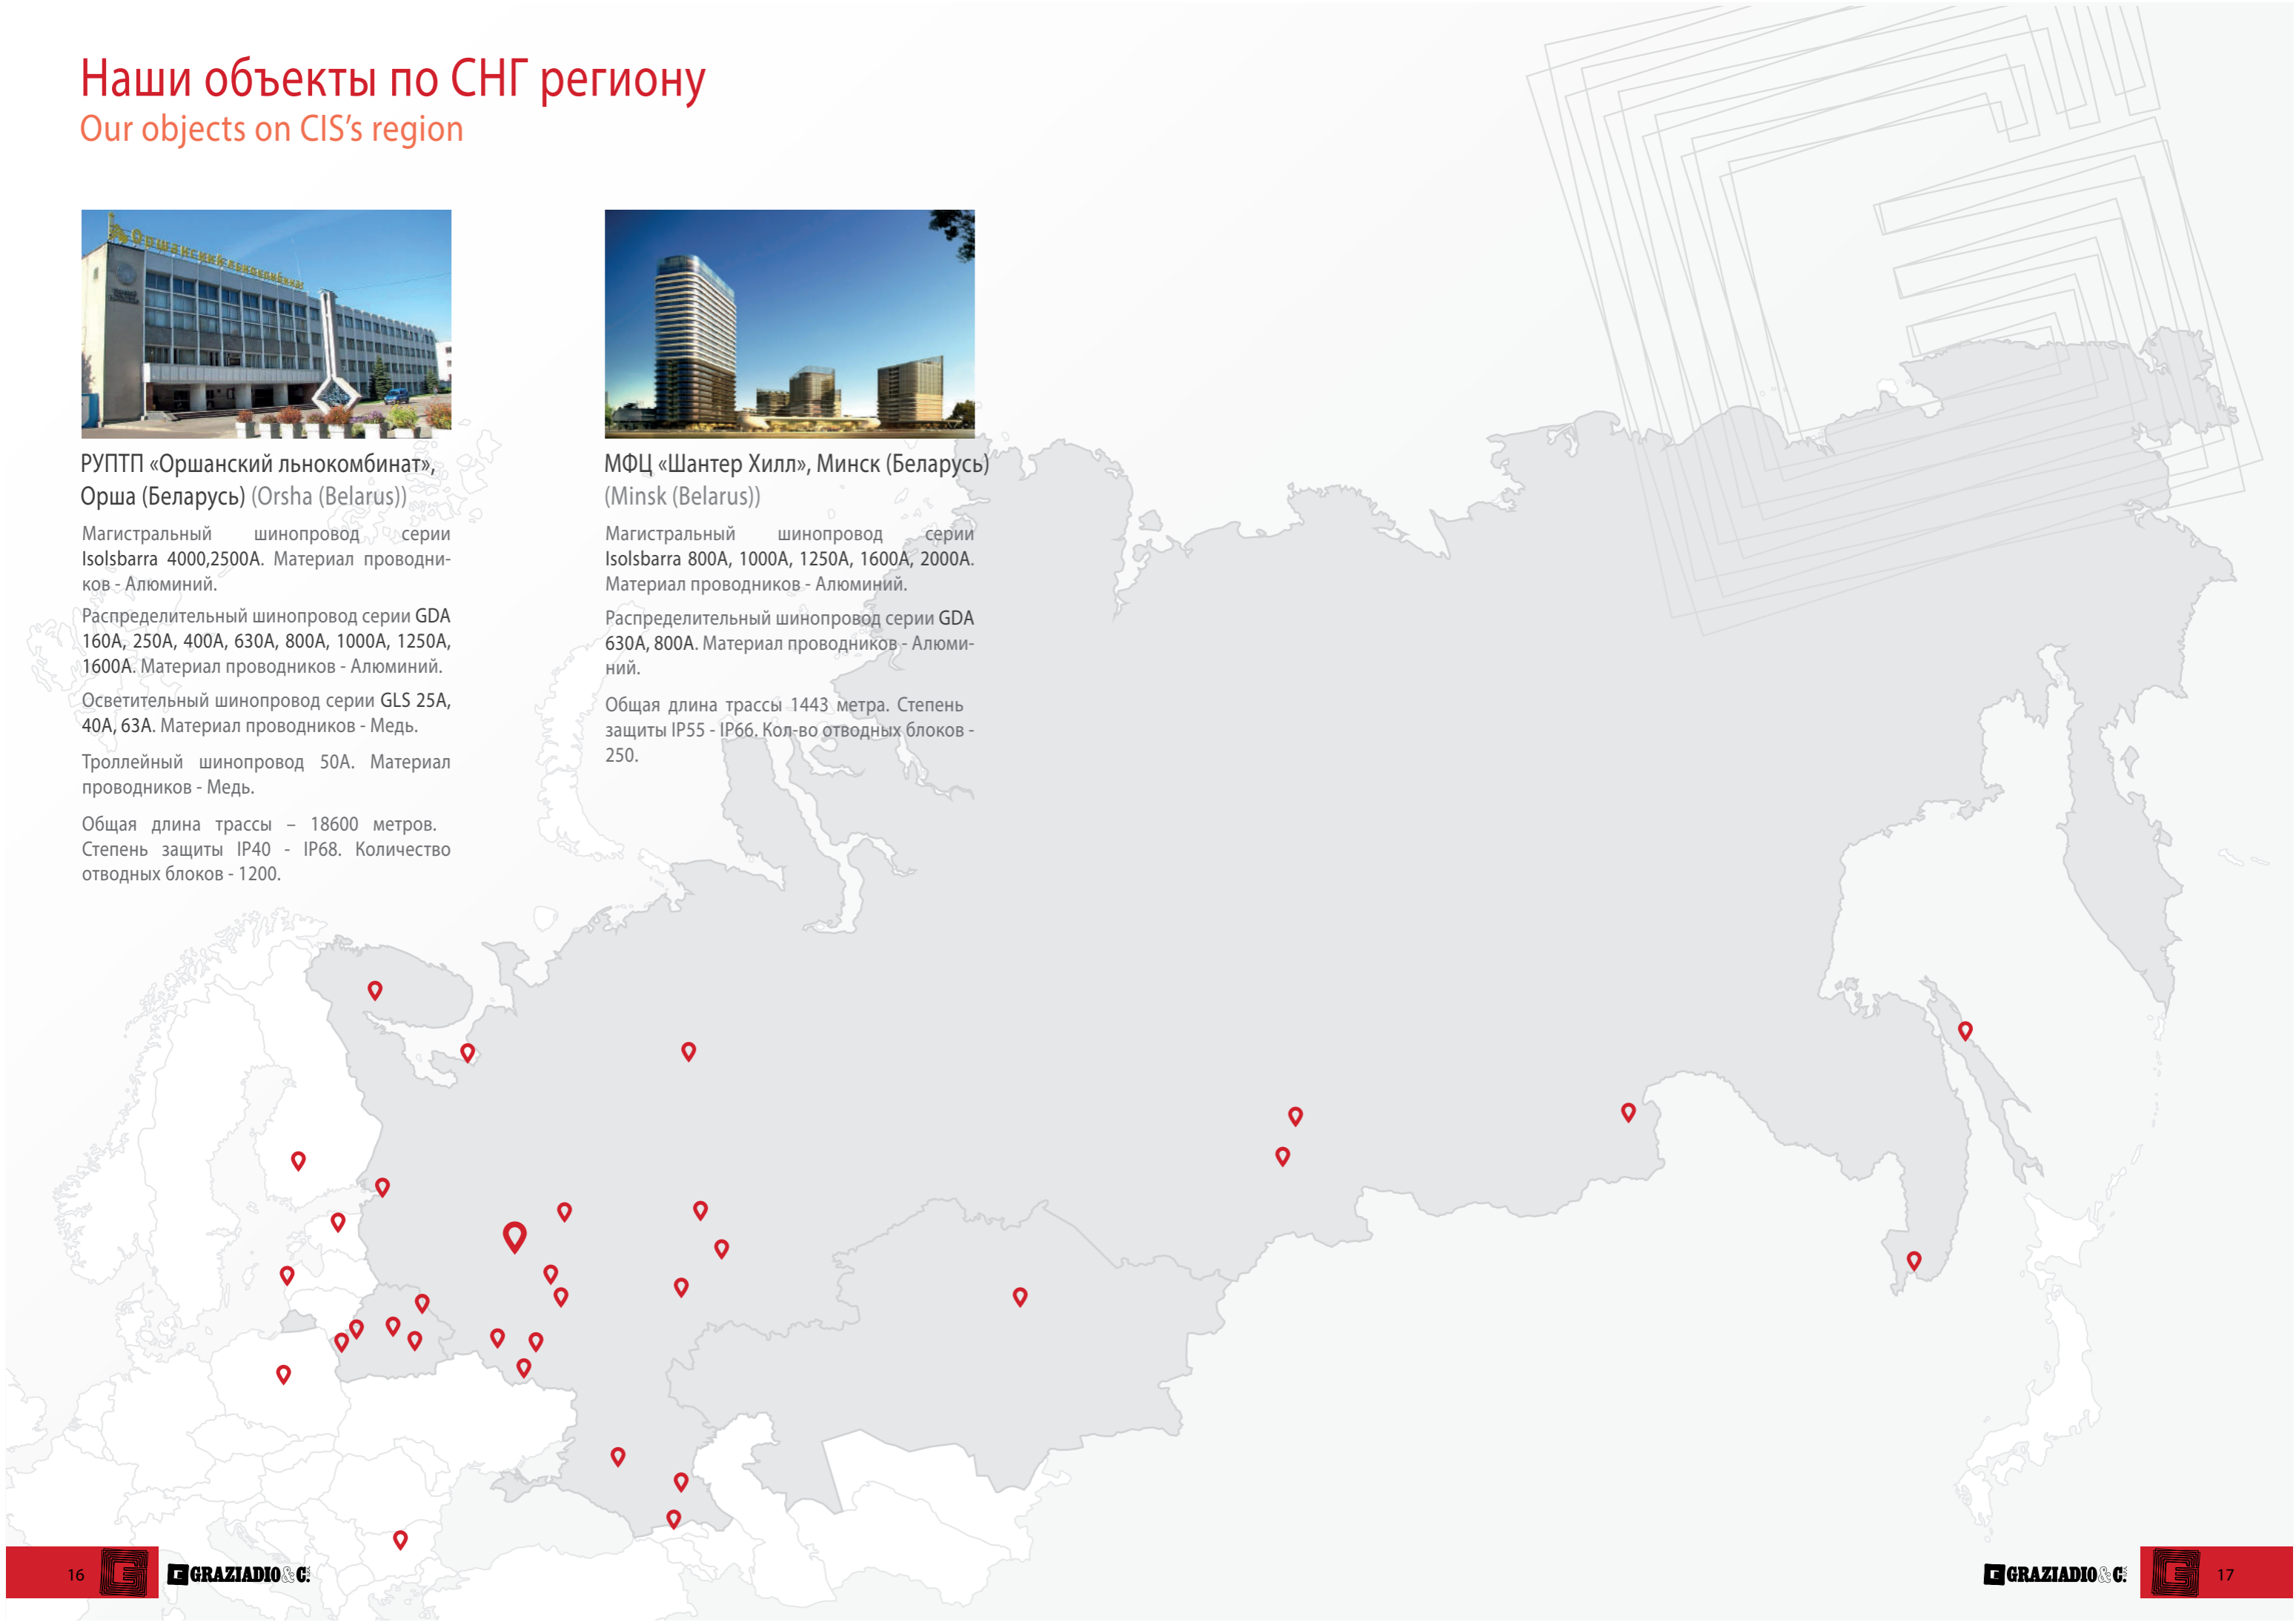 Наши объекты по СНГ региону
Our objects on CIS’s region
Оршанский льнокомбинат
РУПТП «Оршанский льнокомбинат»,
Орша (Беларусь) (Orsha (Belarus))
Магистральный шинопровод серии
Isolsbarra 4000,2500А. Материал проводни-
ков - Алюминий.
Распределительный шинопровод серии GDA
160А, 250А, 400А, 630А, 800А, 1000А, 1250А,
1600А. Материал проводников - Алюминий.
Осветительный шинопровод серии GLS 25А,
40А, 63А. Материал проводников - Медь.
Троллейный шинопровод 50А. Материал
проводников - Медь.
Общая длина трассы – 18600 метров.
Степень защиты IP40 - IP68. Количество
отводных блоков - 1200.
МФЦ «Шантер Хилл», Минск (Беларусь)
(Minsk (Belarus))
Магистральный шинопровод серии
Isolsbarra 800А, 1000А, 1250А, 1600А, 2000А.
Материал проводников - Алюминий.
Распределительный шинопровод серии GDA
630А, 800А. Материал проводников - Алюми-
ний.
Общая длина трассы 1443 метра. Степень
защиты IP55 - IP66. Кол-во отводных блоков -
250.
16
GRAZIADIO & C.
GRAZIADIO & C.
17